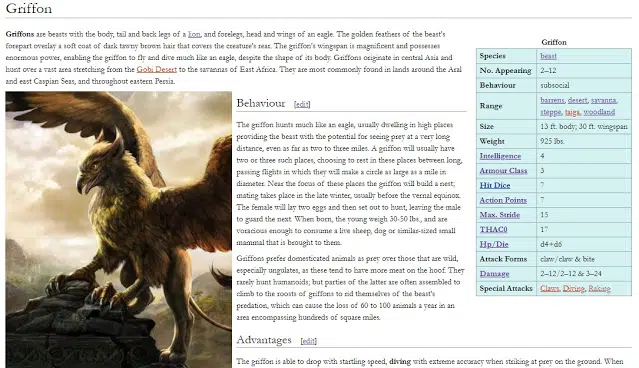 Griffon
Griffons are beasts with the body, tail and back legs of a Lion, and forelegs, head and wings of an eagle. The golden feathers of the beast's
forepart overlay a soft coat of dark tawny brown hair that covers the creature's rear. The griffon's wingspan is magnificent and possesses
enormous power, enabling the griffon to fly and dive much like an eagle, despite the shape of its body. Griffons originate in central Asia and
hunt over a vast area stretching from the Gobi Desert to the savannas of East Africa. They are most commonly found in lands around the Aral
and east Caspian Seas, and throughout eastern Persia.
Griffon
Species beast
No. Appearing 2–12
Behaviour subsocial
Range barrens, desert, savanna,
steppe, taiga, woodland
Size 13 ft. body; 30 ft. wingspan
Weight 925 lbs.
Intelligence 4
Armour Class 3
Hit Dice 7
Action Points 7
Max. Stride 15
THAC0 17
Hp/Die d4+d6
Attack Forms claw/claw & bite
Damage 2–12/2–12 & 3–24
Special Attacks Claws, Diving, Raking
Behaviour [edit]
The griffon hunts much like an eagle, usually dwelling in high places
providing the beast with the potential for seeing prey at a very long
distance, even as far as two to three miles. A griffon will usually have
two or three such places, choosing to rest in these places between long,
passing flights in which they will make a circle as large as a mile in
diameter. Near the focus of these places the griffon will build a nest;
mating takes place in the late winter, usually before the vernal equinox.
The female will lay two eggs and then set out to hunt, leaving the male
to guard the next. When born, the young weigh 30-50 lbs., and are
voracious enough to consume a live sheep, dog or similar-sized small
mammal that is brought to them.
Griffons prefer domesticated animals as prey over those that are wild,
especially ungulates, as these tend to have more meat on the hoof. They
rarely hunt humanoids; but parties of the latter are often assembled to
climb to the roosts of griffons to rid themselves of the beast's
predation, which can cause the loss of 60 to 100 animals a year in an
area encompassing hundreds of square miles.
Advantages [edit]
The griffon is able to drop with startling speed, diving with extreme accuracy when striking at prey on the ground. When